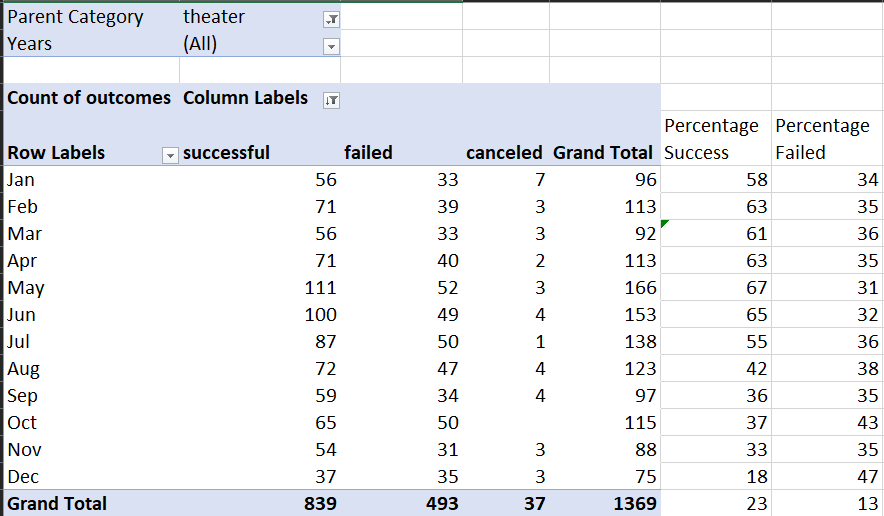 Parent Category theater
Years (All)
Count of outcomes Column Labels
Percentage Percentage
Row Labels successful failed canceled Grand Total Success Failed
Jan 56 33 7 96 58 34
Feb 71 39 3 113 63 35
Mar 56 33 3 92 61 36
Apr 71 40 2 113 63 35
May 111 52 3 166 67 31
Jun 100 49 4 153 65 32
Jul 87 50 1 138 55 36
Aug 72 47 4 123 42 38
Sep 59 34 4 97 36 35
Oct 65 50 115 37 43
Nov 54 31 3 88 33 35
Dec 37 35 3 75 18 47
Grand Total 839 493 37 1369 23 13